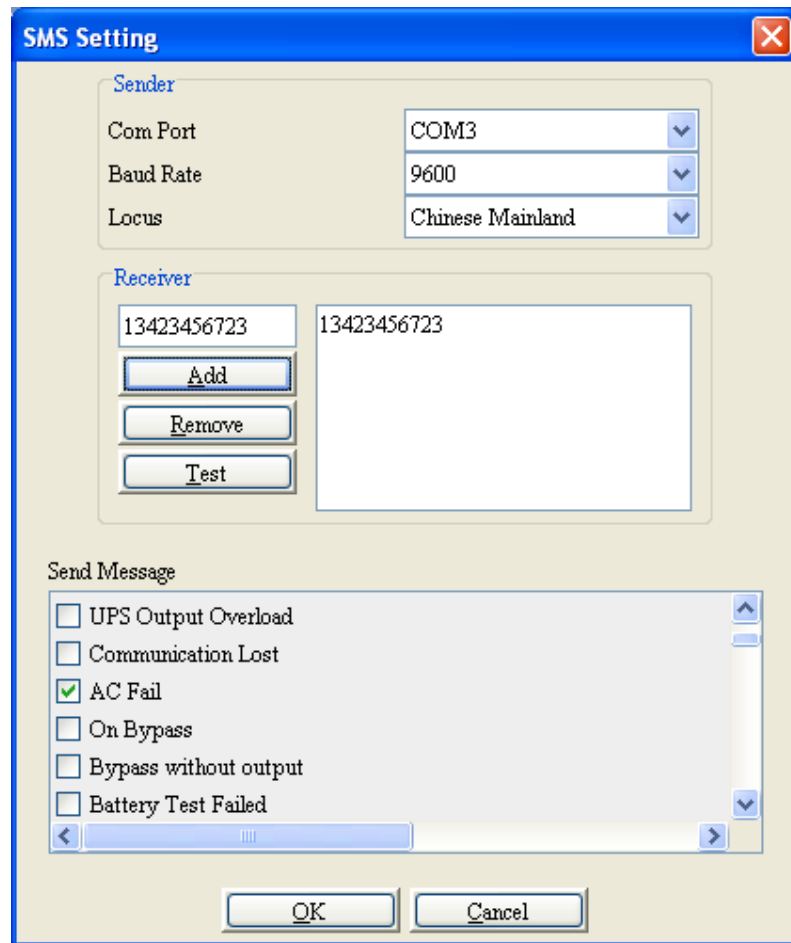 SMS Setting
Sender
Com Port COM3
Baud Rate 9600
Locus Chinese Mainland
Receiver
13423456723 13423456723
Add
Remove
Test
Send Message
UPS Output Overload
Communication Lost
AC Fail
On Bypass
Bypass without output
Battery Test Failed
OK Cancel